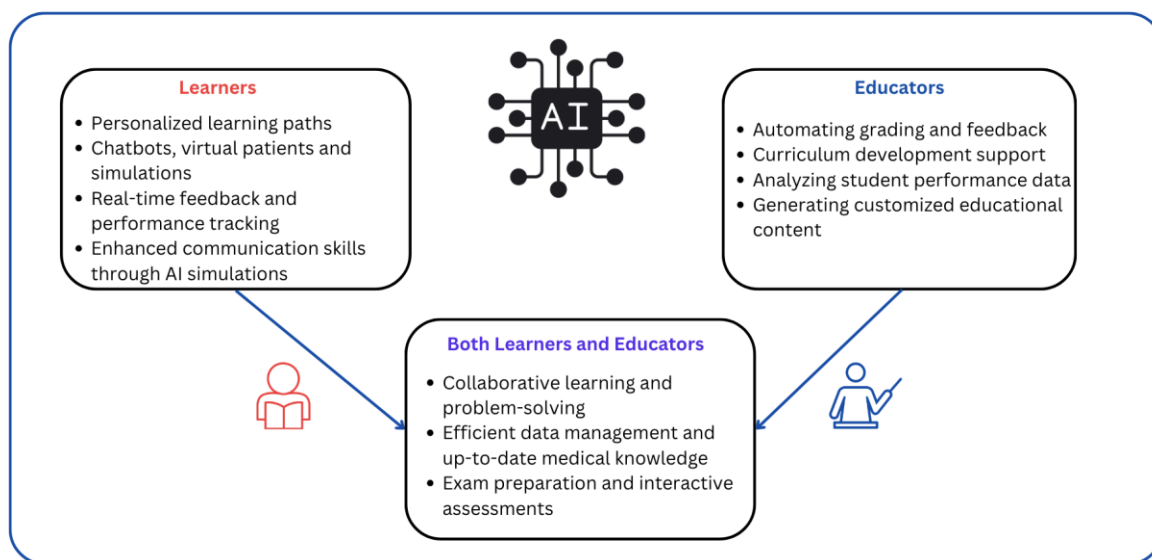 Learners
• Personalized learning paths
• Chatbots, virtual patients and
simulations
• Real-time feedback and
performance tracking
• Enhanced communication skills
through AI simulations
AI
Educators
• Automating grading and feedback
• Curriculum development support
• Analyzing student performance data
• Generating customized educational
content
Both Learners and Educators
• Collaborative learning and
problem-solving
• Efficient data management and
up-to-date medical knowledge
• Exam preparation and interactive
assessments